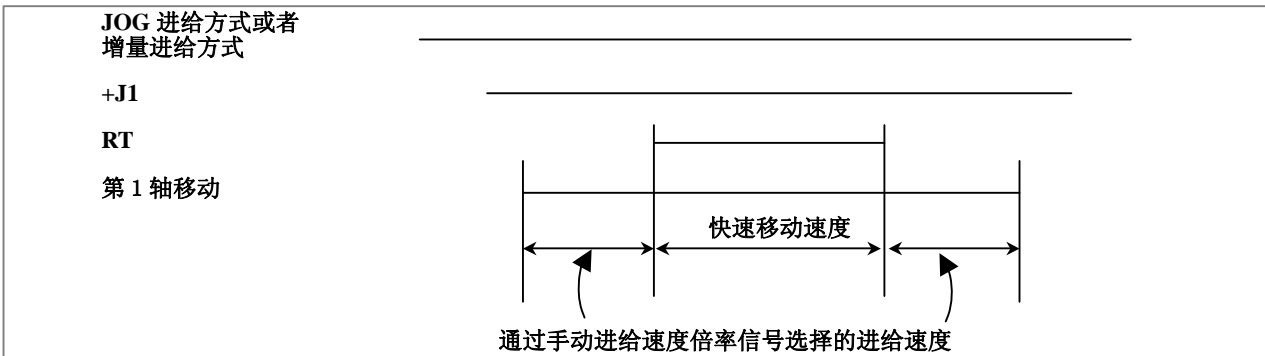 JOG 进给方式或者
增量进给方式
+J1
RT
第 1 轴移动
快速移动速度
通过手动进给速度倍率信号选择的进给速度